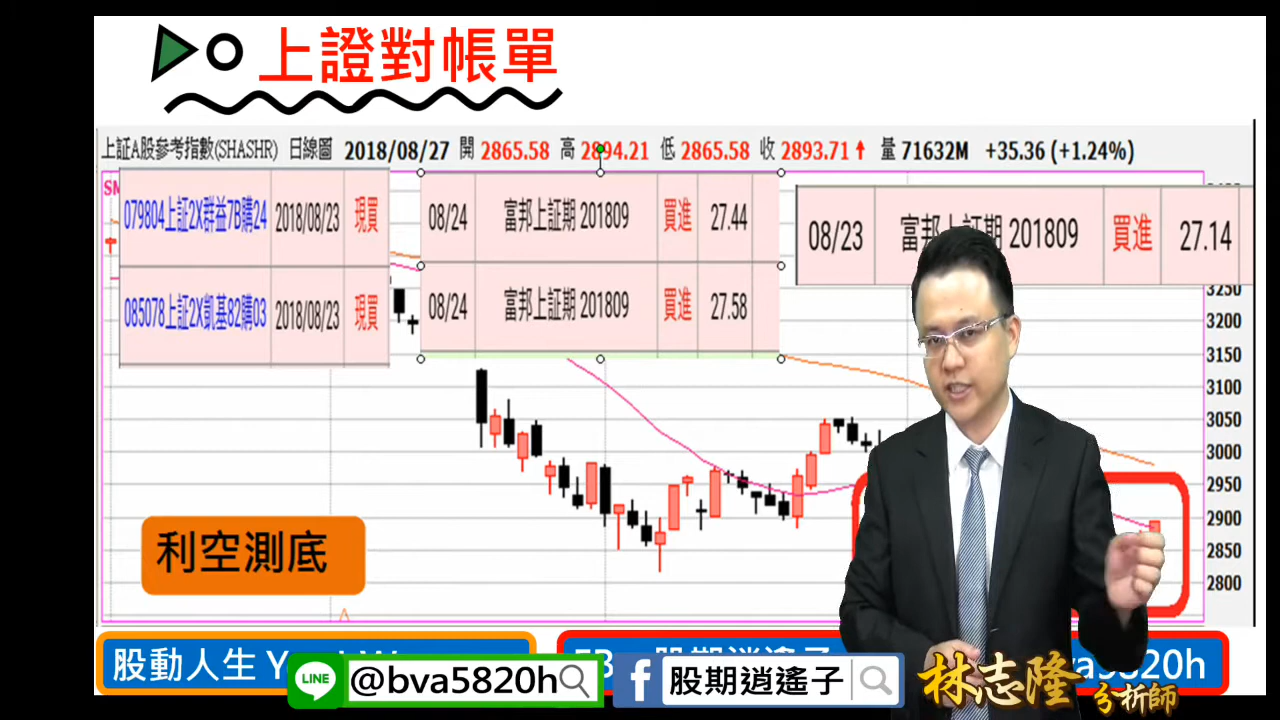 上證對帳單
上証A股參考指數(SHASHR) 日線圖 2018/08/27 開 2865.58 高 2894.21 低 2865.58 收 2893.71 量 71632M +35.36 (+1.24%)
079804上証2X群益7B購24 2018/08/23 現買
085078上証2X凱基82購03 2018/08/23 現買
08/24 富邦上証期 201809 買進 27.44
08/24 富邦上証期 201809 買進 27.58
08/23 富邦上証期 201809 買進 27.14
3250
3200
3150
3100
3050
3000
2950
2900
2850
2800
利空測底
股動人生
LINE @bva5820h
f 股期逍遙子
林志隆 分析師